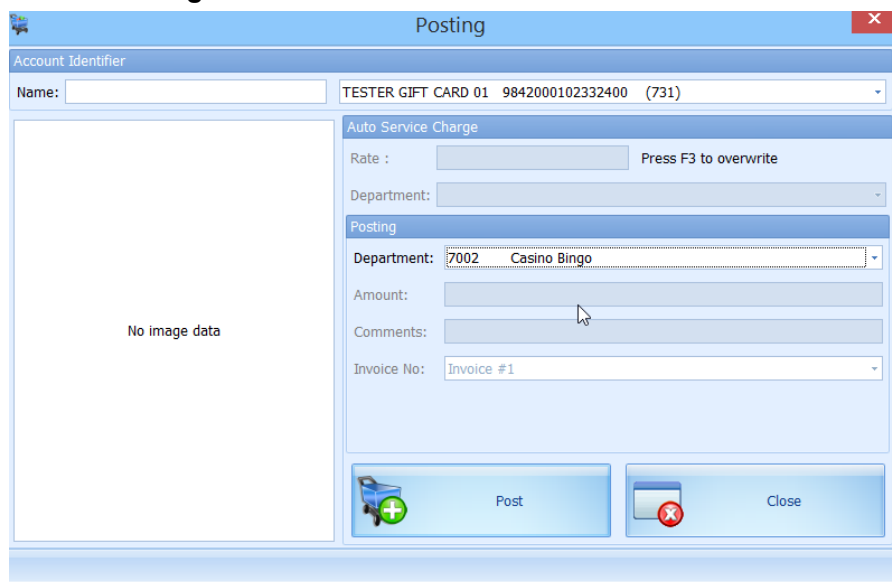 Posting
Account Identifier
Name: TESTER GIFT CARD 01 9842000102332400 (731)
Auto Service Charge
Rate : Press F3 to overwrite
Department:
Posting
Department: 7002 Casino Bingo
Amount:
No image data
Comments:
Invoice No: Invoice #1
Post Close